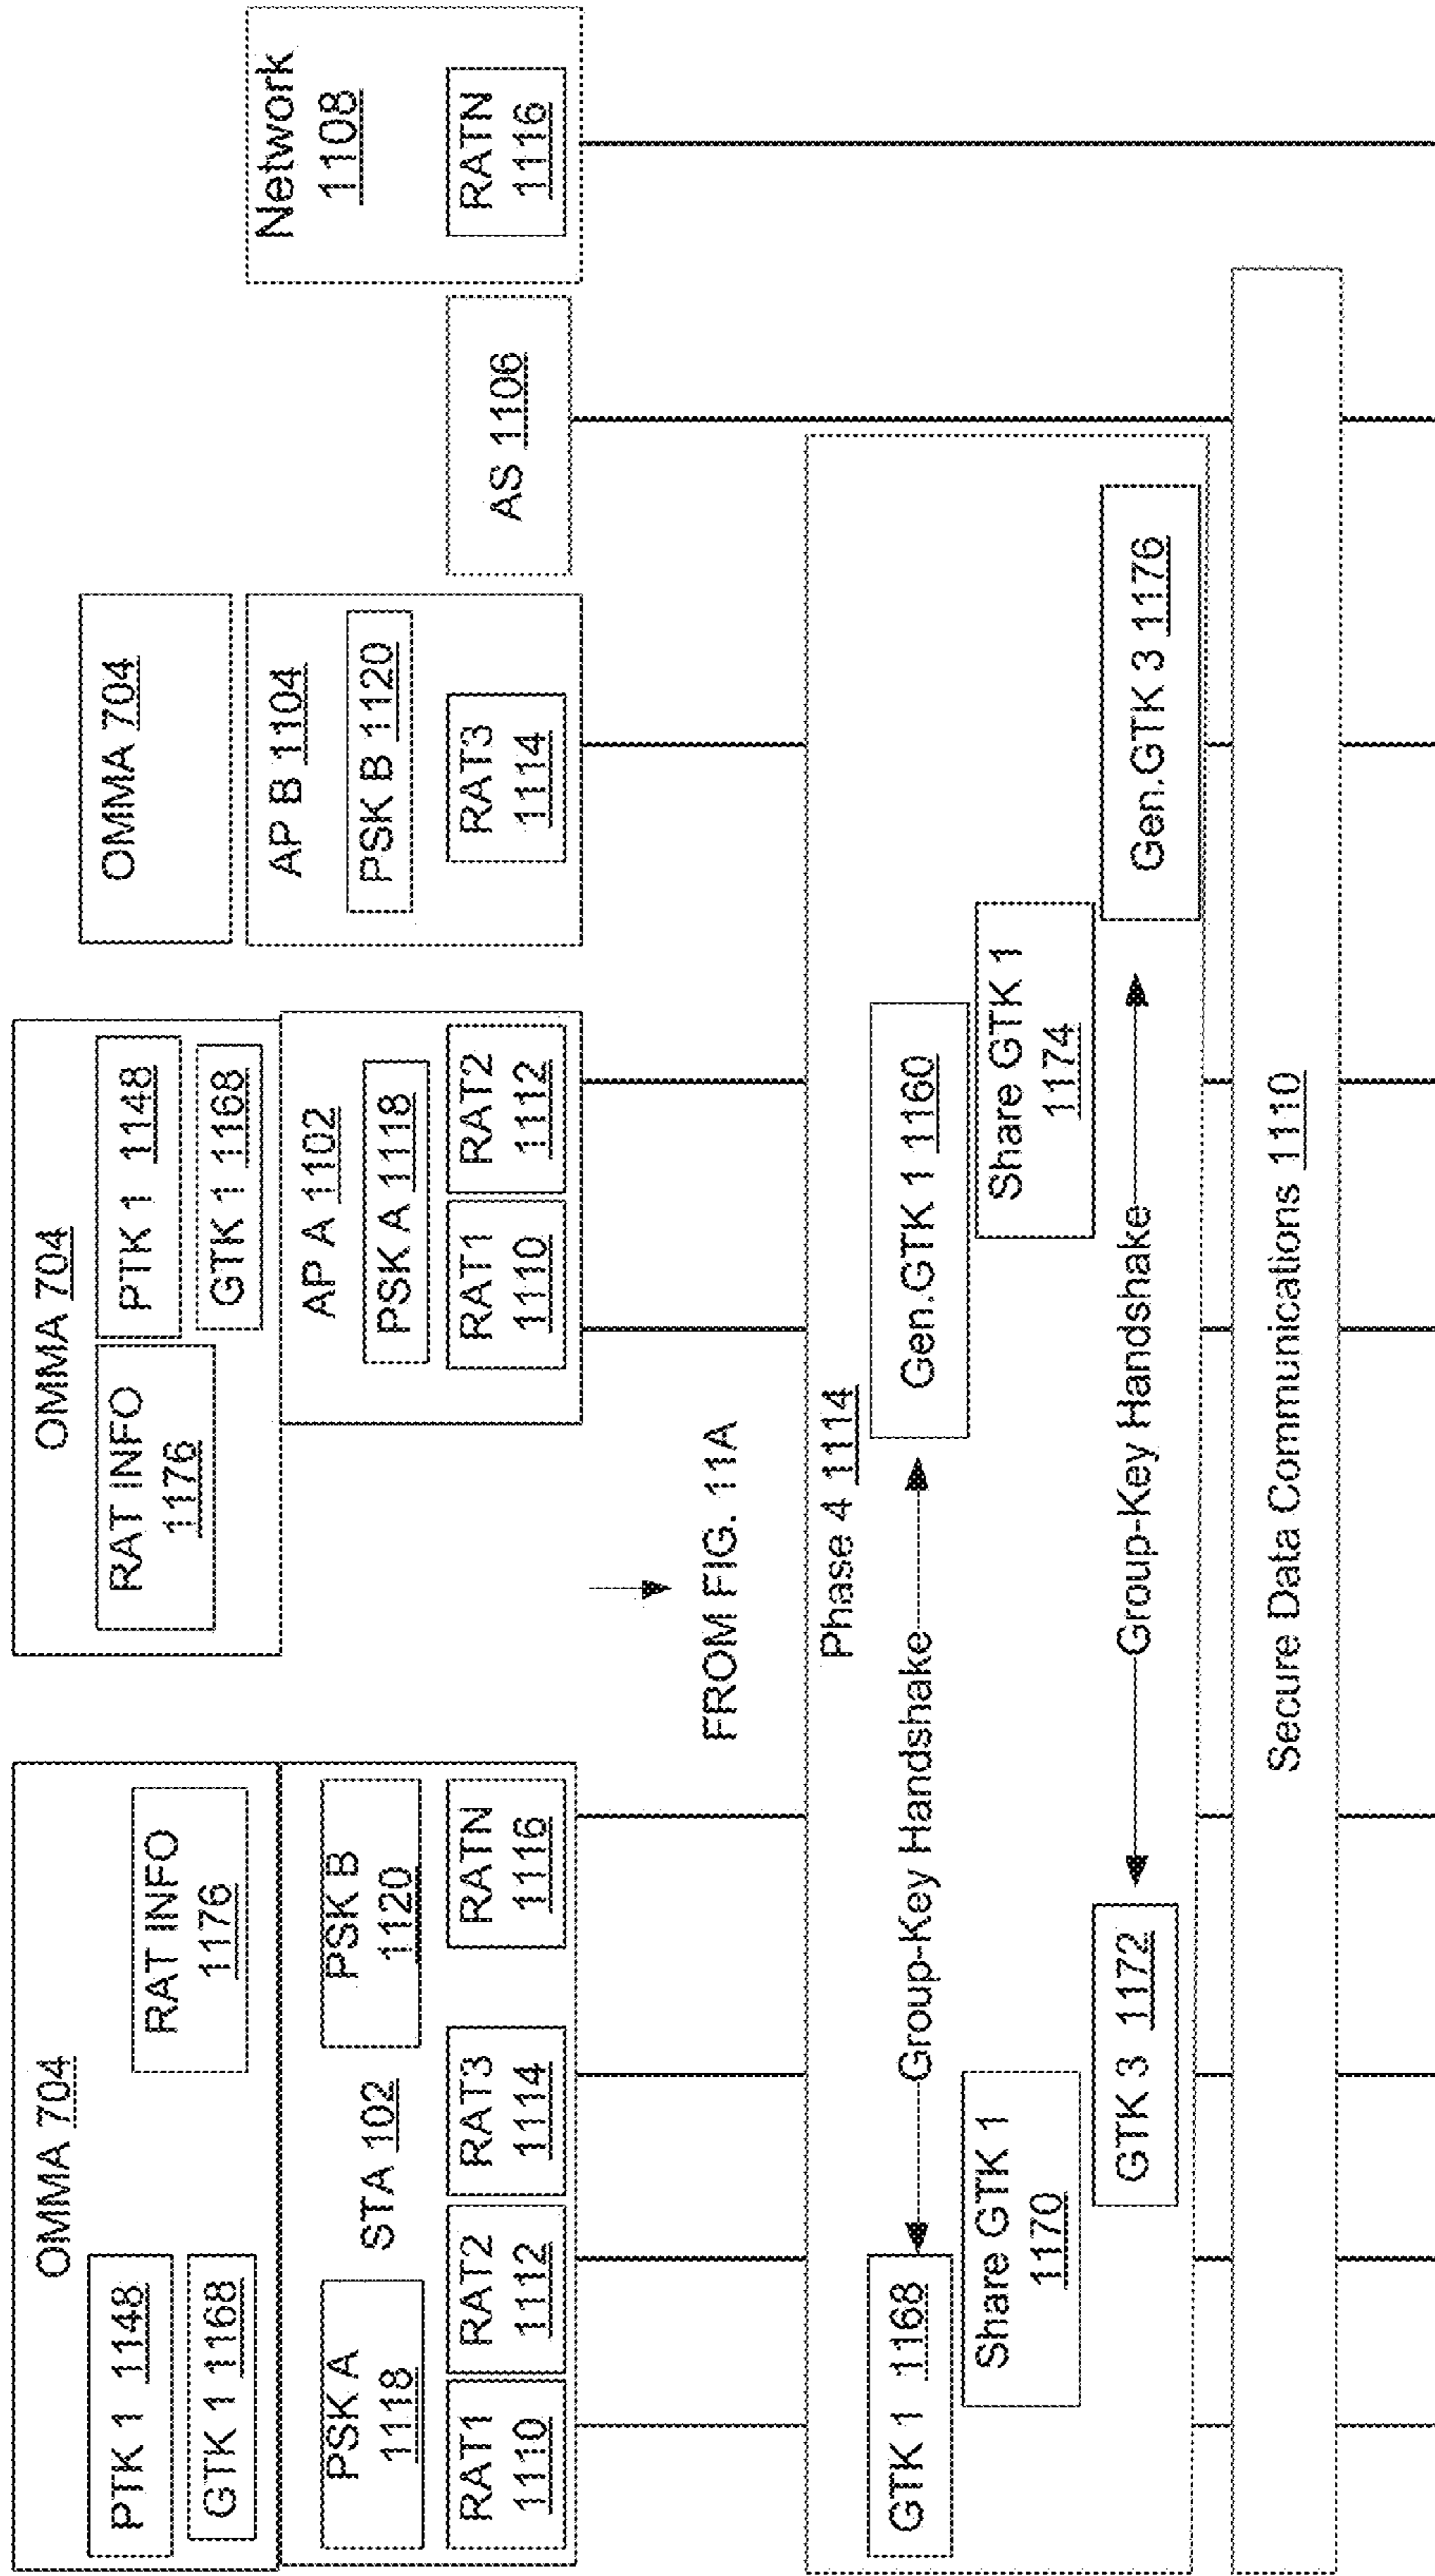 OMMA 704
PTK 1 1148
GTK 1 1168
RAT INFO
1176
PSK A
1118
STA 102
PSK B
1120
RAT1
1110
RAT2
1112
RAT3
1114
RATN
1116
OMMA 704
RAT INFO
1176
PTK 1 1148
GTK 1 1168
AP A 1102
PSK A 1118
RAT1
1110
RAT2
1112
OMMA 704
AP B 1104
PSK B 1120
RAT3
1114
AS 1106
Network
1108
RATN
1116
FROM FIG. 11A
Phase 4 1114
GTK 1 1168
Group-Key Handshake
Gen.GTK 1 1160
Share GTK 1
1170
Share GTK 1
1174
GTK 3 1172
Group-Key Handshake
Gen.GTK 3 1176
Secure Data Communications 1110